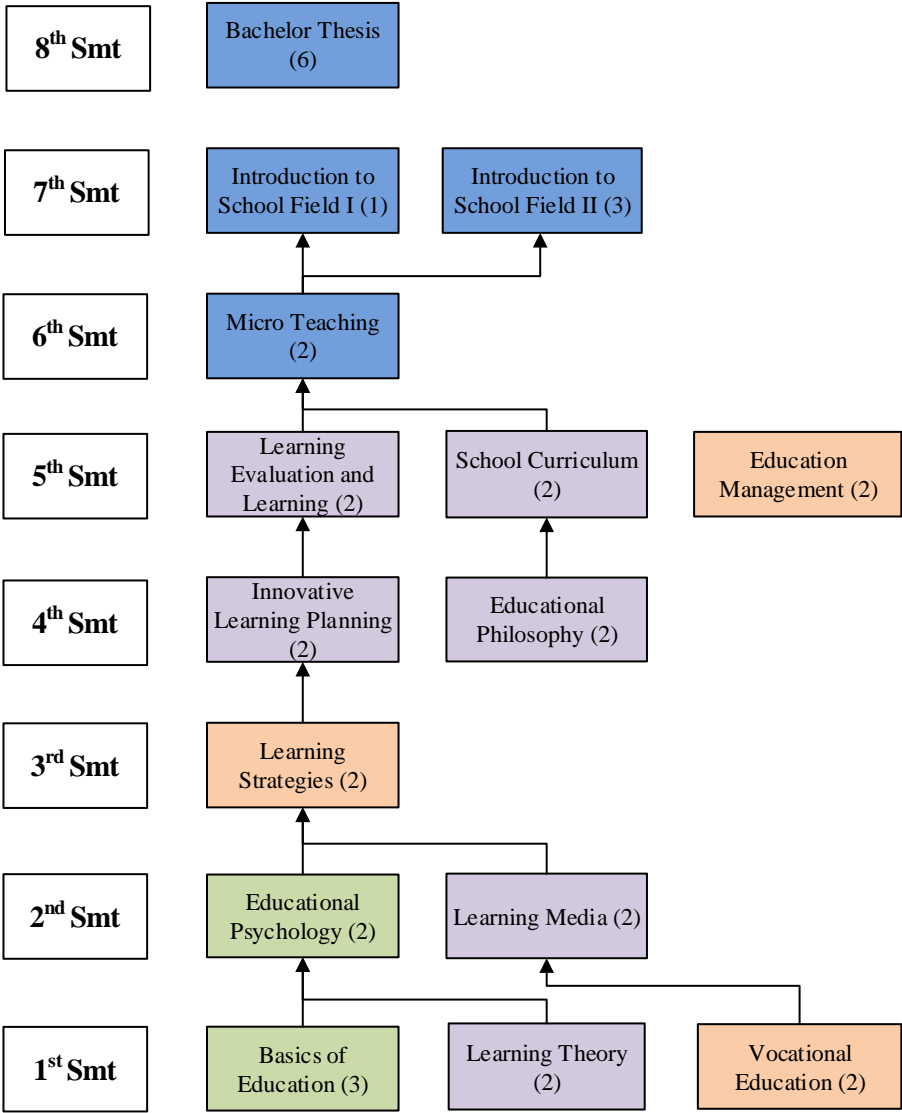 8th Smt
Bachelor Thesis
(6)
7th Smt
Introduction to
School Field I (1)
Introduction to
School Field II (3)
6th Smt
Micro Teaching
(2)
5th Smt
Learning
Evaluation and
Learning (2)
School Curriculum
(2)
Education
Management (2)
4th Smt
Innovative
Learning Planning
(2)
Educational
Philosophy (2)
3rd Smt
Learning
Strategies (2)
2nd Smt
Educational
Psychology (2)
Learning Media (2)
1st Smt
Basics of
Education (3)
Learning Theory
(2)
Vocational
Education (2)